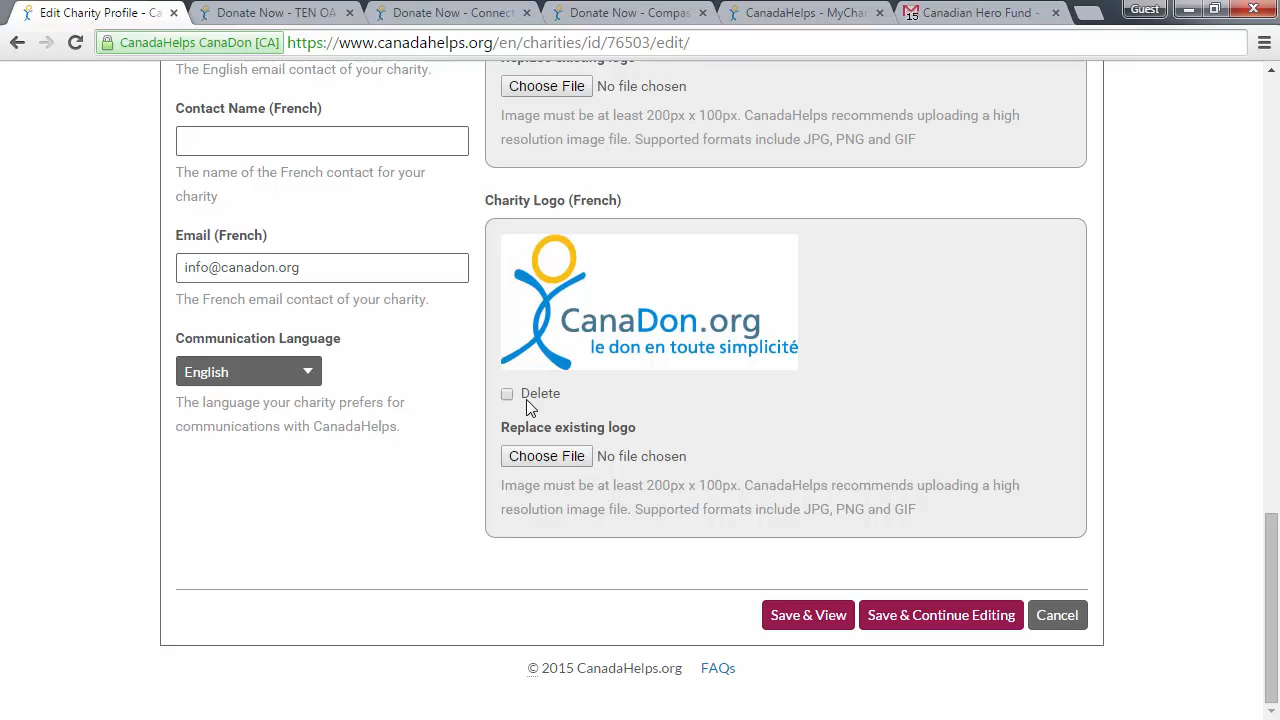 Edit Charity Profile - Ca
Donate Now - TEN OA
Donate Now - Connect
Donate Now - Compas
CanadaHelps - MyChar
15
Canadian Hero Fund -
Guest
CanadaHelps CanaDon [CA]
https://www.canadahelps.org/en/charities/id/76503/edit/
The English email contact of your charity.
Contact Name (French)
The name of the French contact for your
charity
Email (French)
info@canadon.org
The French email contact of your charity.
Communication Language
English
The language your charity prefers for
communications with CanadaHelps.
Replace existing logo
Choose File No file chosen
Image must be at least 200px x 100px. CanadaHelps recommends uploading a high
resolution image file. Supported formats include JPG, PNG and GIF
Charity Logo (French)
CanaDon.org
le don en toute simplicité
Delete
Replace existing logo
Choose File No file chosen
Image must be at least 200px x 100px. CanadaHelps recommends uploading a high
resolution image file. Supported formats include JPG, PNG and GIF
Save & View
Save & Continue Editing
Cancel
© 2015 CanadaHelps.org FAQs